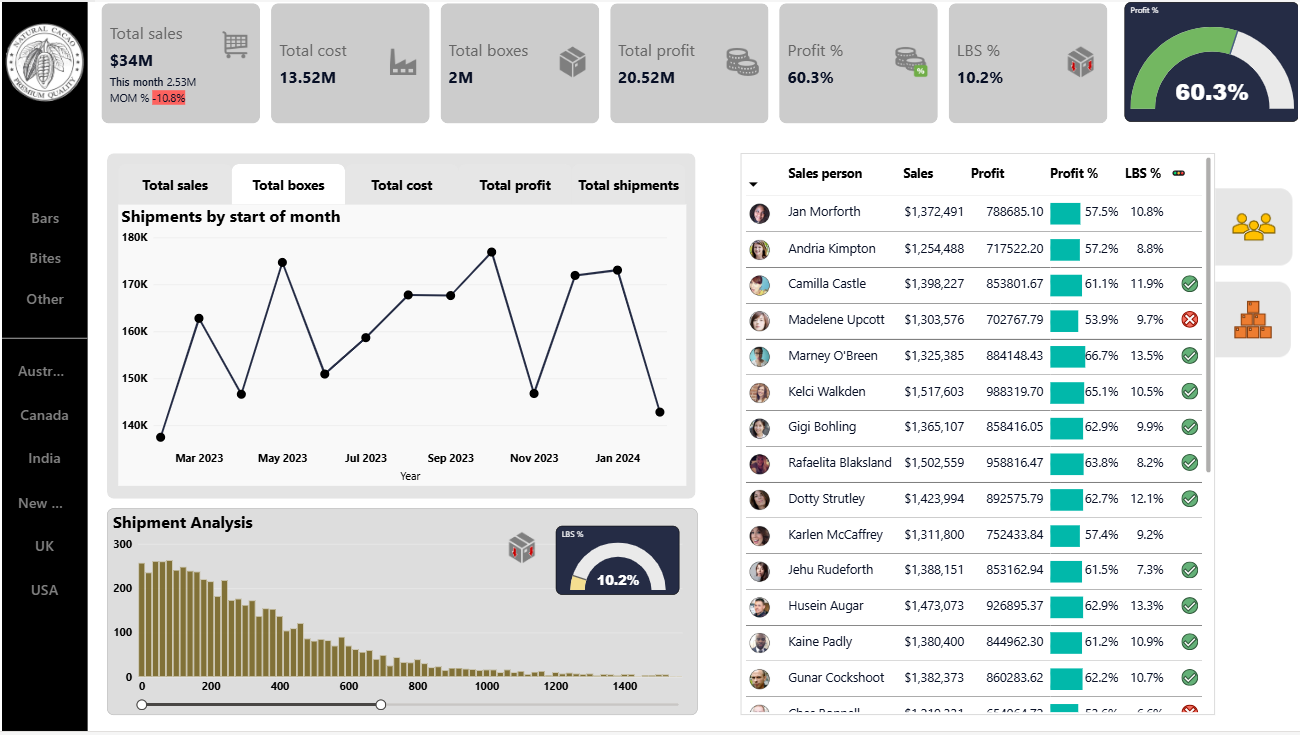 NATURAL CACAO
PREMIUM QUALITY
Total sales
$34M
This month 2.53M
MOM % -10.8%
Total cost
13.52M
Total boxes
2M
Total profit
20.52M
Profit %
60.3%
%
LBS %
10.2%
Profit %
60.3%
Bars
Bites
Other
Austr...
Canada
India
New ...
UK
USA
Total sales
Total boxes
Total cost
Total profit
Total shipments
Shipments by start of month
180K
170K
160K
150K
140K
Mar 2023 May 2023 Jul 2023 Sep 2023 Nov 2023 Jan 2024
Year
Shipment Analysis
300
200
100
0
0 200 400 600 800 1000 1200 1400
LBS %
10.2%
Sales person Sales Profit Profit % LBS %
Jan Morforth $1,372,491 788685.10 57.5% 10.8%
Andria Kimpton $1,254,488 717522.20 57.2% 8.8%
Camilla Castle $1,398,227 853801.67 61.1% 11.9%
Madelene Upcott $1,303,576 702767.79 53.9% 9.7%
Marney O'Breen $1,325,385 884148.43 66.7% 13.5%
Kelci Walkden $1,517,603 988319.70 65.1% 10.5%
Gigi Bohling $1,365,107 858416.05 62.9% 9.9%
Rafaelita Blaksland $1,502,559 958816.47 63.8% 8.2%
Dotty Strutley $1,423,994 892575.79 62.7% 12.1%
Karlen McCaffrey $1,311,800 752433.84 57.4% 9.2%
Jehu Rudeforth $1,388,151 853162.94 61.5% 7.3%
Husein Augar $1,473,073 926895.37 62.9% 13.3%
Kaine Padly $1,380,400 844962.30 61.2% 10.9%
Gunar Cockshoot $1,382,373 860283.62 62.2% 10.7%